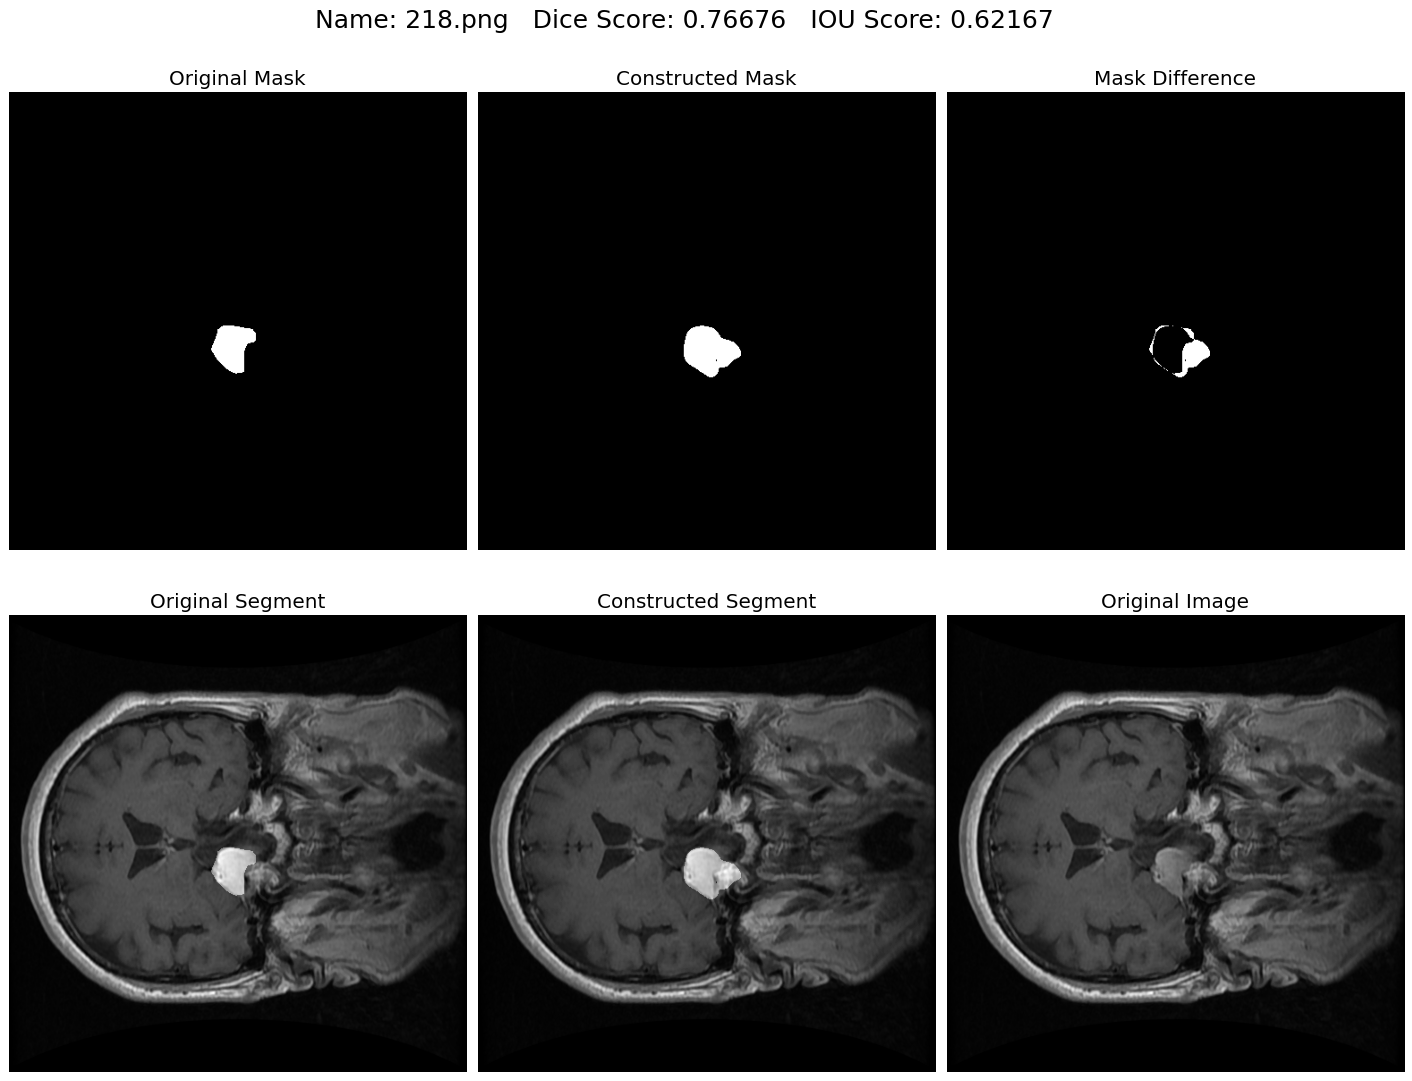 Name: 218.png   Dice Score: 0.76676   IOU Score: 0.62167
Original Mask
Constructed Mask
Mask Difference
Original Segment
Constructed Segment
Original Image